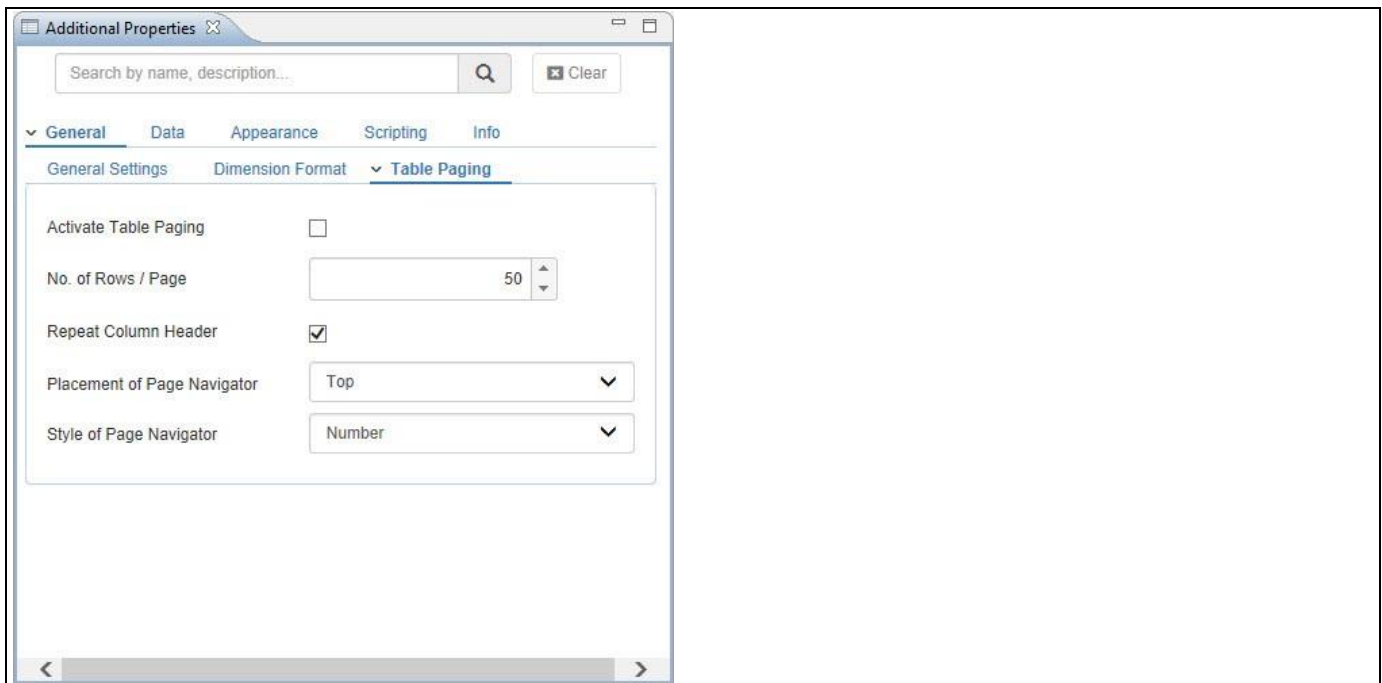 Additional Properties
Search by name, description...
Clear
General Data Appearance Scripting Info
General Settings Dimension Format Table Paging
Activate Table Paging
No. of Rows / Page 50
Repeat Column Header
Placement of Page Navigator Top
Style of Page Navigator Number